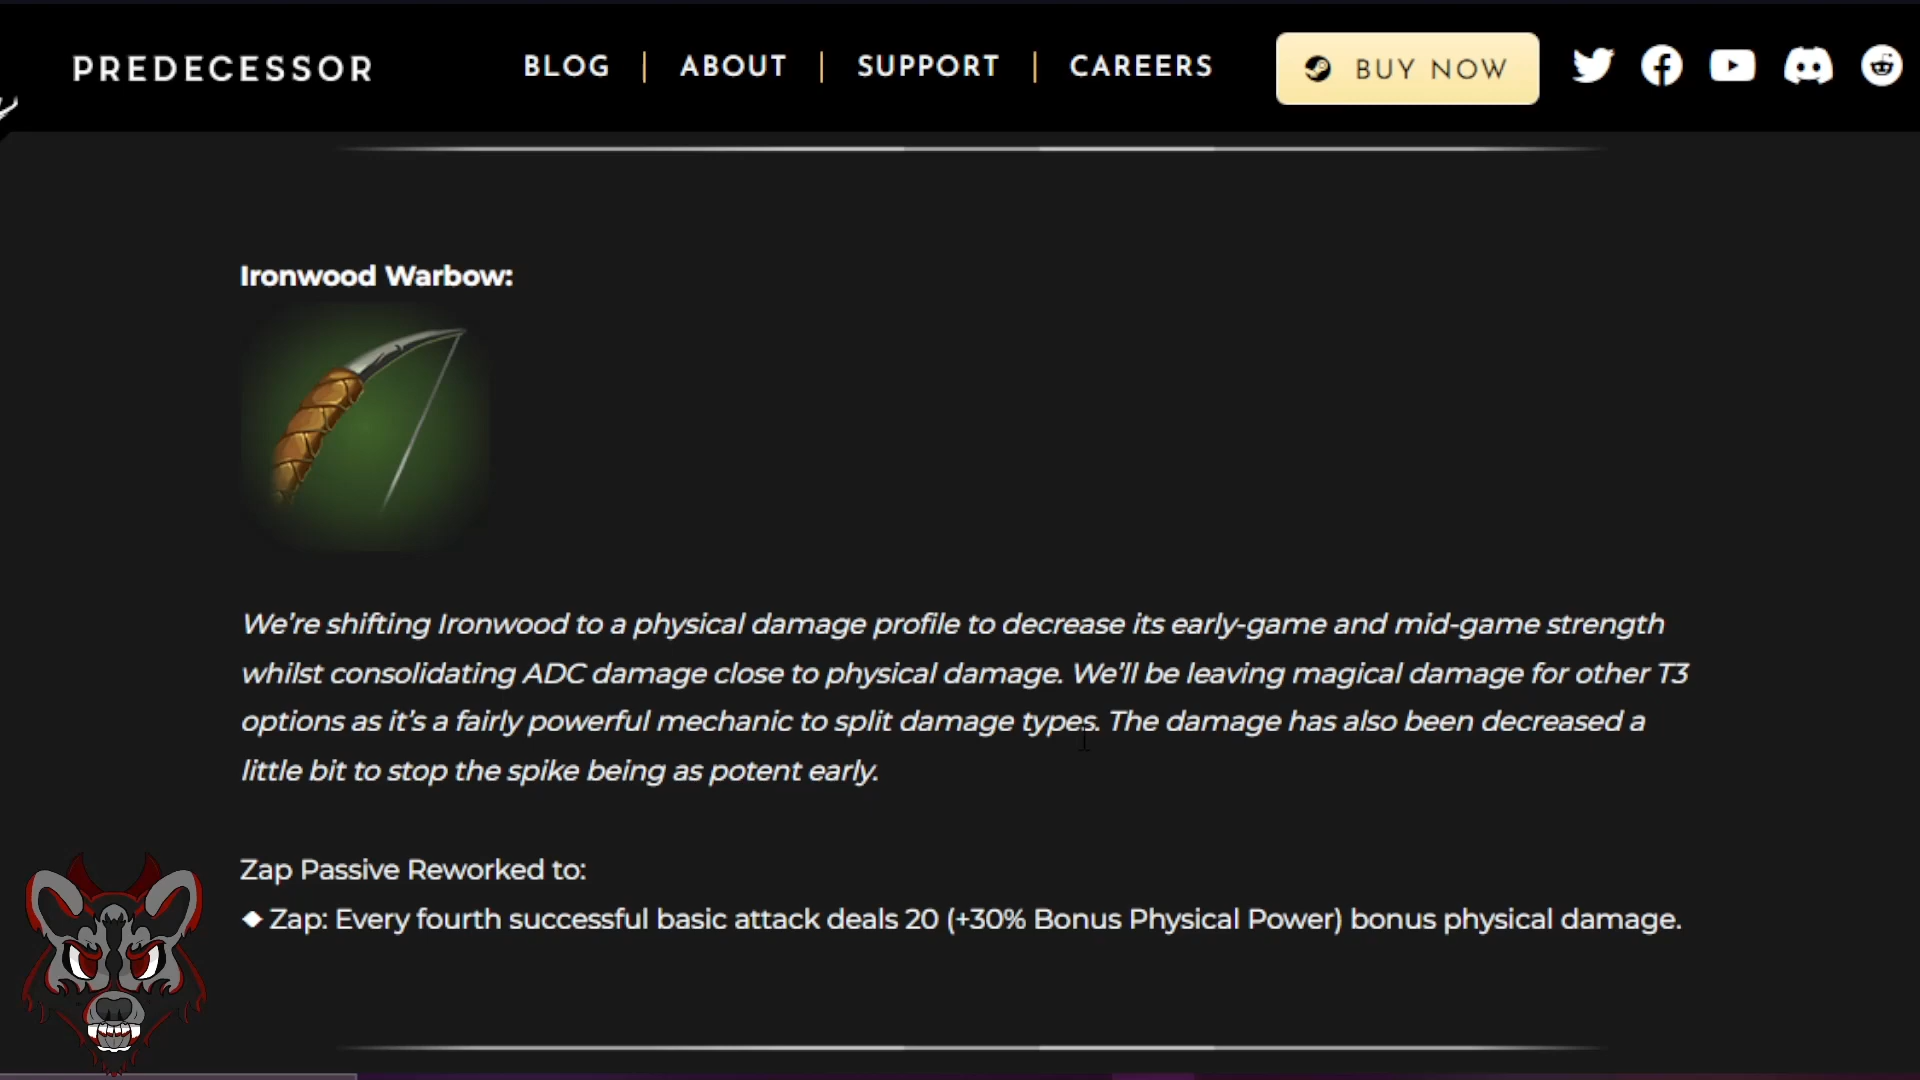 PREDECESSOR BLOG | ABOUT | SUPPORT | CAREERS BUY NOW
Ironwood Warbow:
We’re shifting Ironwood to a physical damage profile to decrease its early-game and mid-game strength
whilst consolidating ADC damage close to physical damage. We’ll be leaving magical damage for other T3
options as it’s a fairly powerful mechanic to split damage types. The damage has also been decreased a
little bit to stop the spike being as potent early.
Zap Passive Reworked to:
◆ Zap: Every fourth successful basic attack deals 20 (+30% Bonus Physical Power) bonus physical damage.